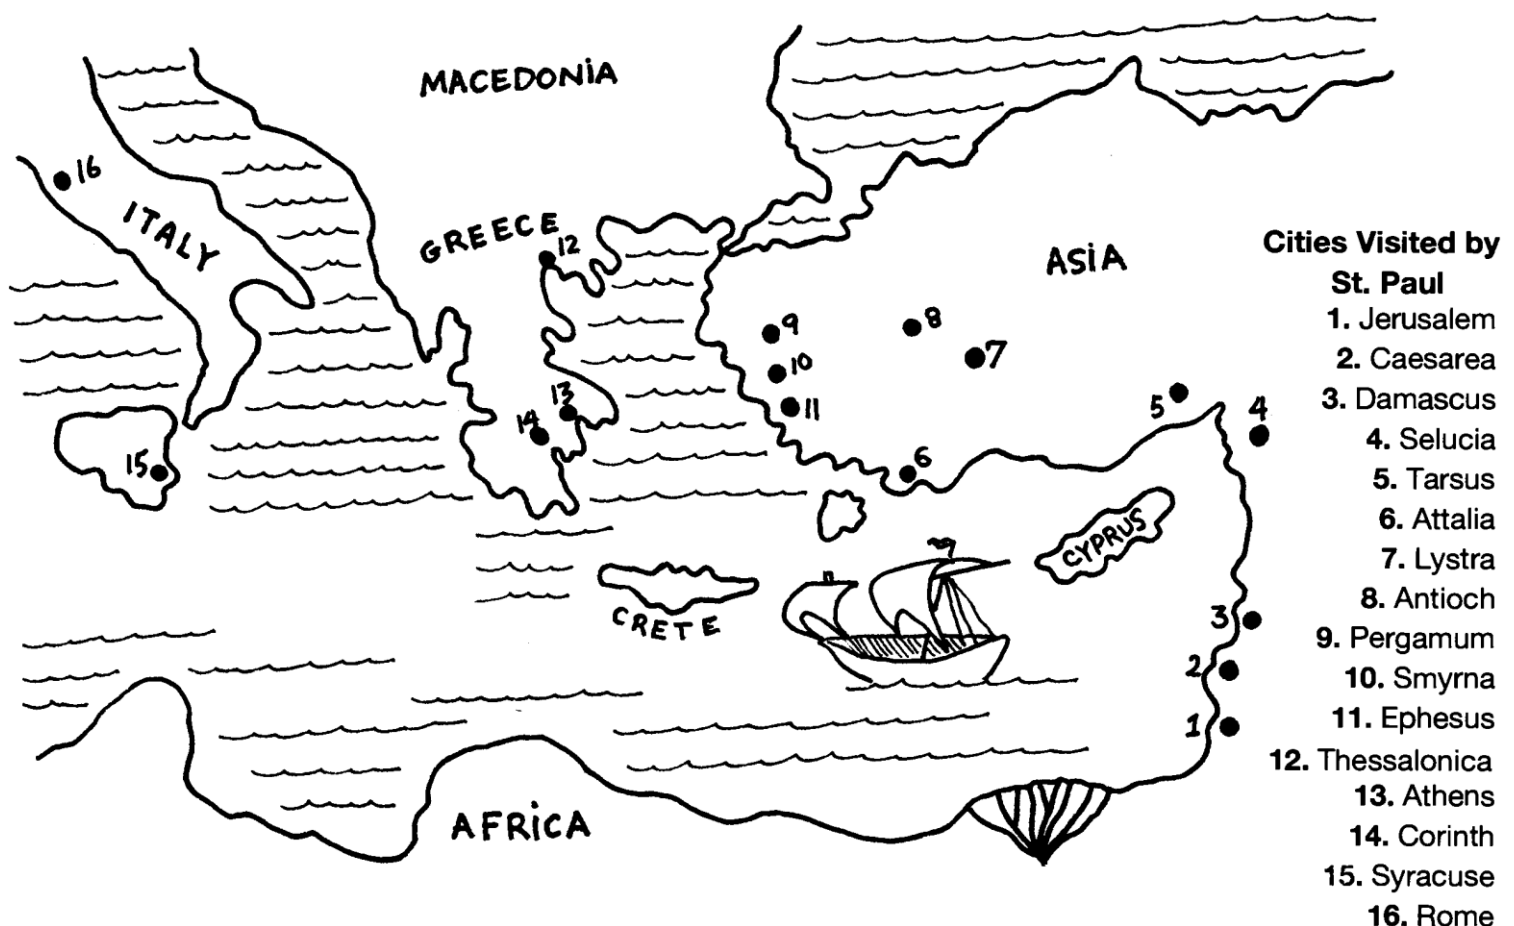 MACEDONIA
16
ITALY
GREECE
12
ASIA
9
8
10
7
11
13
14
5
4
15
6
CYPRUS
CRETE
3
2
1
AFRICA
Cities Visited by
St. Paul
1. Jerusalem
2. Caesarea
3. Damascus
4. Selucia
5. Tarsus
6. Attalia
7. Lystra
8. Antioch
9. Pergamum
10. Smyrna
11. Ephesus
12. Thessalonica
13. Athens
14. Corinth
15. Syracuse
16. Rome